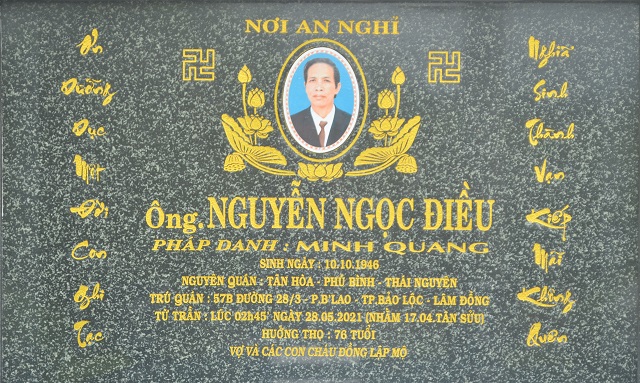 NƠI AN NGHĨ
Ơn
Dưỡng
Dục
Một
Đời
Con
Ghi
Tạc
Ông. NGUYỄN NGỌC ĐIỀU
PHÁP DANH : MINH QUANG
SINH NGÀY : 10.10.1946
NGUYÊN QUÁN : TÂN HÒA - PHÚ BÌNH - THÁI NGUYÊN
TRÚ QUÁN : 57B ĐƯỜNG 28/3 - P.B'LAO - TP.BẢO LỘC - LÂM ĐỒNG
TỪ TRẦN : LÚC 02h45' NGÀY 28.05.2021 (NHẰM 17.04.TÂN SỬU)
HƯỞNG THỌ : 76 TUỔI
VỢ VÀ CÁC CON CHÁU ĐỒNG LẬP MỘ
Nghĩa
Sinh
Thành
Vạn
Kiếp
Mãi
Không
Quên